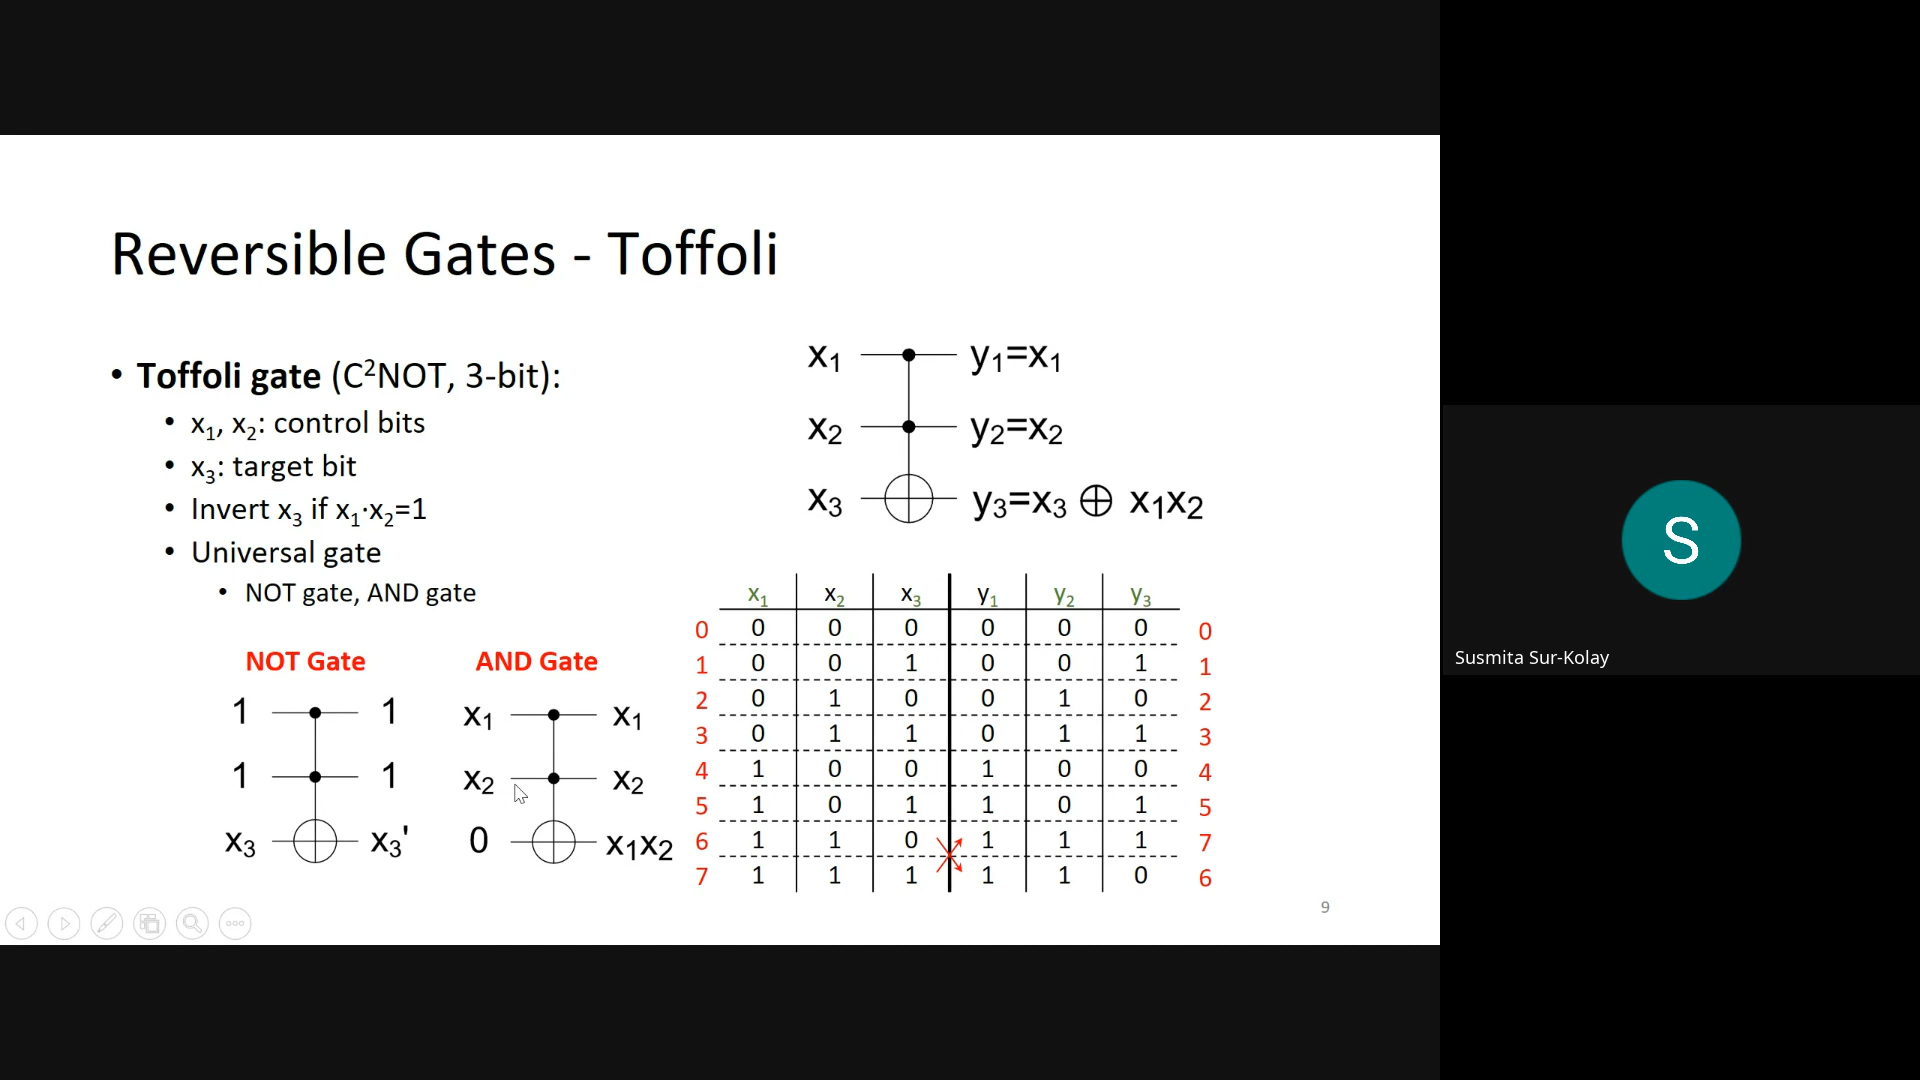 Reversible Gates - Toffoli
• Toffoli gate (C²NOT, 3-bit):
• x₁, x₂: control bits
• x₃: target bit
• Invert x₃ if x₁·x₂=1
• Universal gate
• NOT gate, AND gate
x₁ y₁=x₁
x₂ y₂=x₂
x₃ y₃=x₃ ⊕ x₁x₂
NOT Gate
1 1
1 1
x₃ x₃'
AND Gate
x₁ x₁
x₂ x₂
0 x₁x₂
x₁ x₂ x₃ y₁ y₂ y₃
0 0 0 0 0 0 0 0
1 0 0 1 0 0 1 1
2 0 1 0 0 1 0 2
3 0 1 1 0 1 1 3
4 1 0 0 1 0 0 4
5 1 0 1 1 0 1 5
6 1 1 0 1 1 1 7
7 1 1 1 1 1 0 6
9
S
Susmita Sur-Kolay